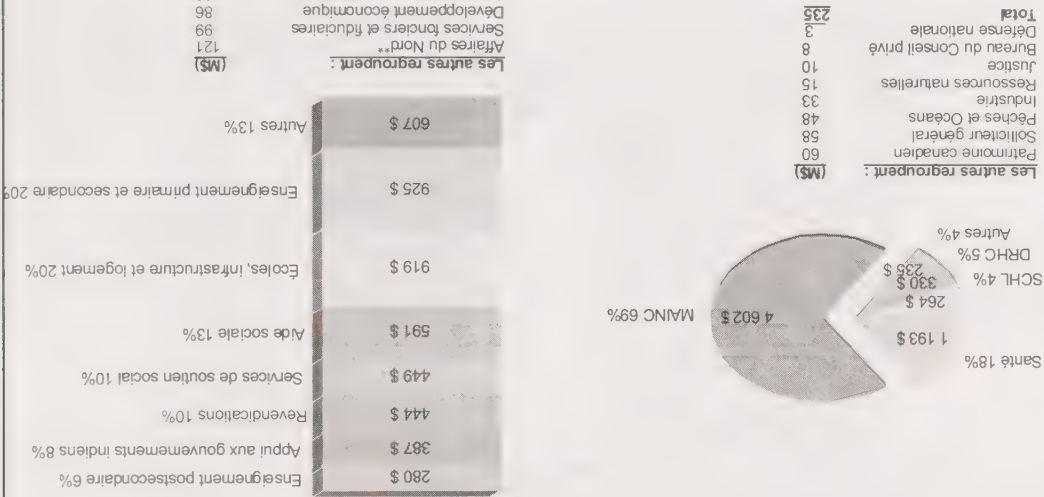 Santé 18%
1 193 $
4 602 $
MAINC 69%
SCHL 4%
264 $
DRHC 5%
330 $
235 $
Autres 4%
Les autres regroupent : (M$)
Patrimoine canadien 60
Solliciteur général 58
Pêches et Océans 48
Industrie 33
Ressources naturelles 15
Justice 10
Bureau du Conseil privé 8
Défense nationale 3
Total 235
280 $ Enseignement postsecondaire 6%
387 $ Appui aux gouvernemements indiens 8%
444 $ Revendications 10%
449 $ Services de soutien social 10%
591 $ Aide sociale 13%
919 $ Écoles, infrastructure et logement 20%
925 $ Enseignement primaire et secondaire 20%
607 $ Autres 13%
Les autres regroupent : (M$)
Affaires du Nord** 121
Services fonciers et fiduciaires 99
Développement économique 86